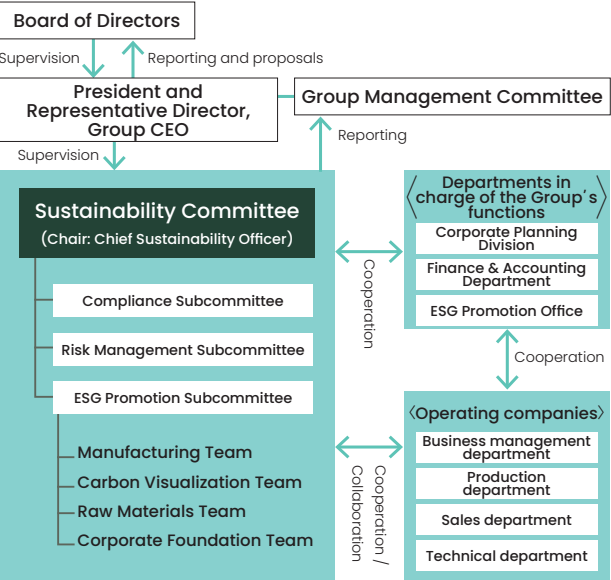 Board of Directors
Supervision
Reporting and proposals
President and
Representative Director,
Group CEO
Group Management Committee
Supervision
Reporting
Sustainability Committee
(Chair: Chief Sustainability Officer)
Compliance Subcommittee
Risk Management Subcommittee
ESG Promotion Subcommittee
Manufacturing Team
Carbon Visualization Team
Raw Materials Team
Corporate Foundation Team
Cooperation
〈Departments in
charge of the Group's
functions〉
Corporate Planning
Division
Finance & Accounting
Department
ESG Promotion Office
Cooperation
Cooperation /
Collaboration
〈Operating companies〉
Business management
department
Production
department
Sales department
Technical department